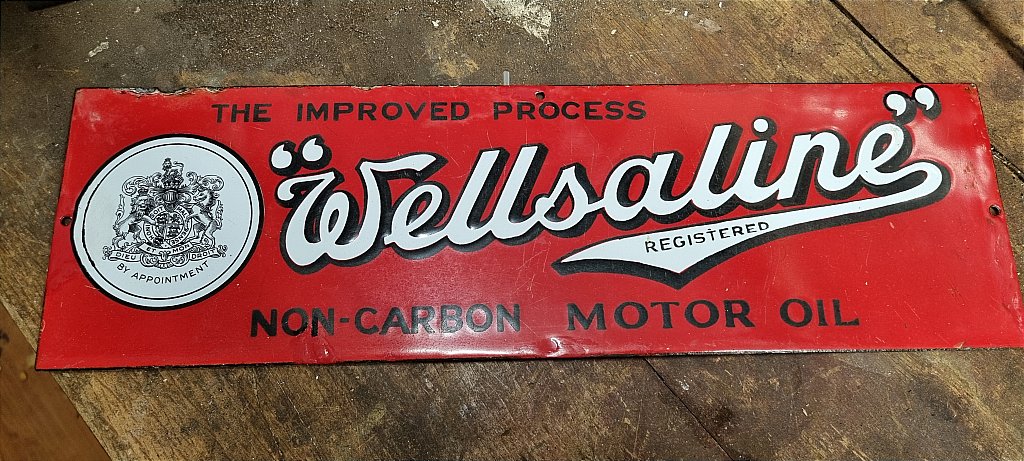 THE IMPROVED PROCESS
"Wellsaline"
REGISTERED
DIEU ET MON DROIT
BY APPOINTMENT
NON-CARBON MOTOR OIL